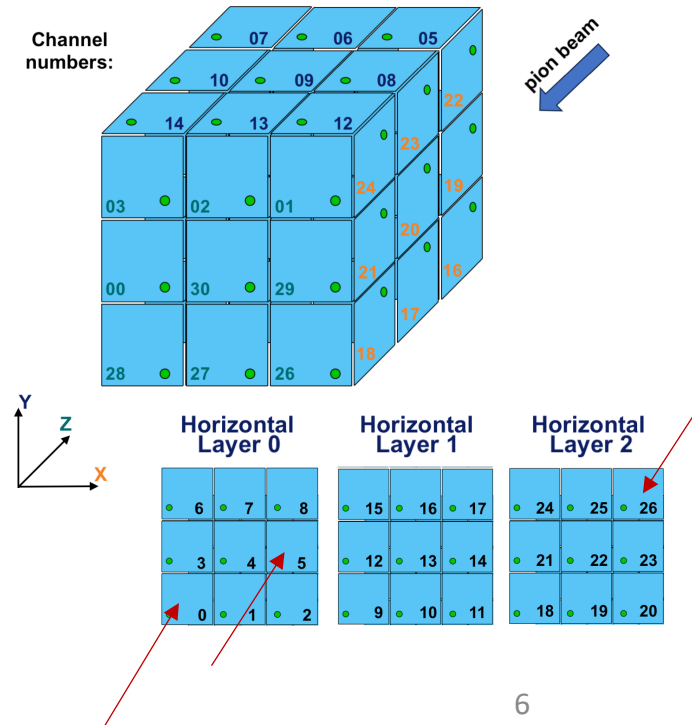 Channel
numbers:
07 06 05
10 09 08
14 13 12
pion beam
22
23
24
19
20
21
16
17
18
03 02 01
00 30 29
28 27 26
Y
Z
X
Horizontal
Layer 0
6 7 8
3 4 5
0 1 2
Horizontal
Layer 1
15 16 17
12 13 14
9 10 11
Horizontal
Layer 2
24 25 26
21 22 23
18 19 20
6